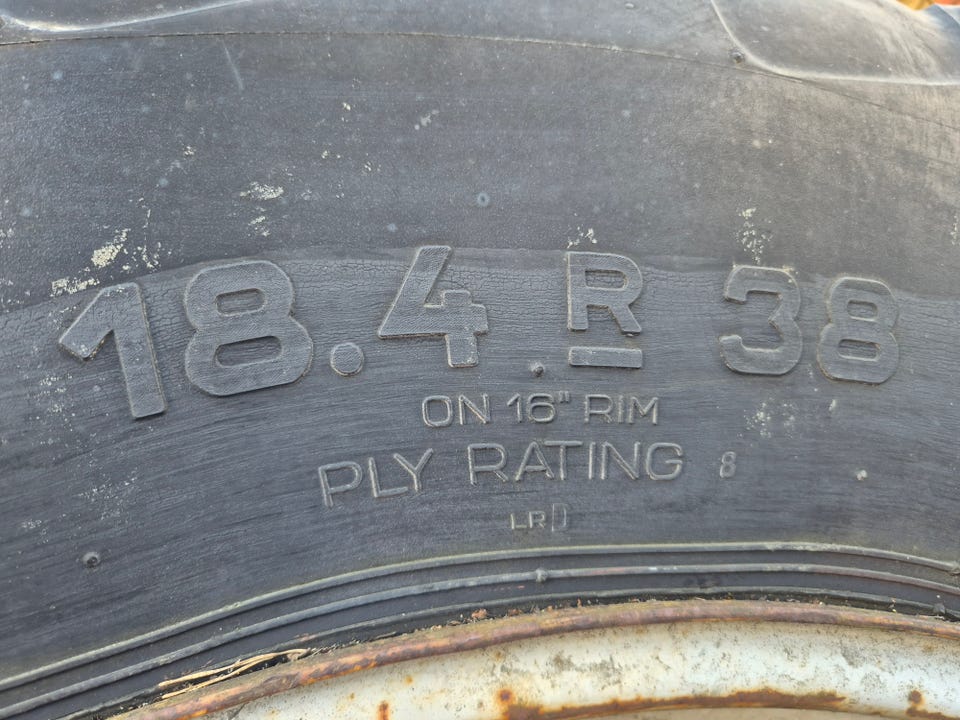 18.4 R 38
ON 16" RIM
PLY RATING 8
LR D